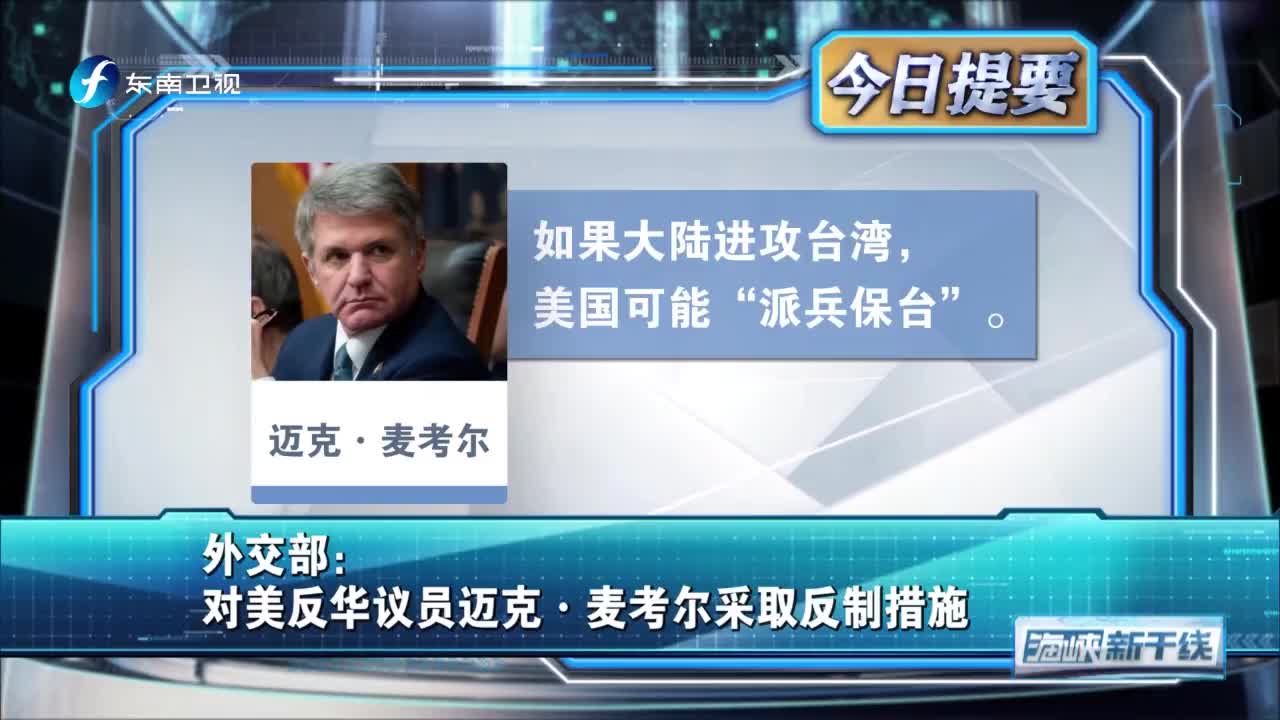 东南卫视
今日提要
如果大陆进攻台湾，
美国可能“派兵保台”。
迈克·麦考尔
外交部：
对美反华议员迈克·麦考尔采取反制措施
海峡新干线